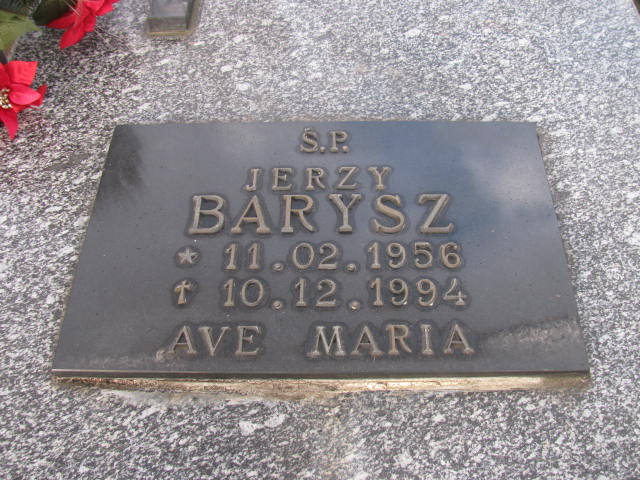 Ś.P.
JERZY
BARYSZ
* 11.02.1956
† 10.12.1994
AVE MARIA